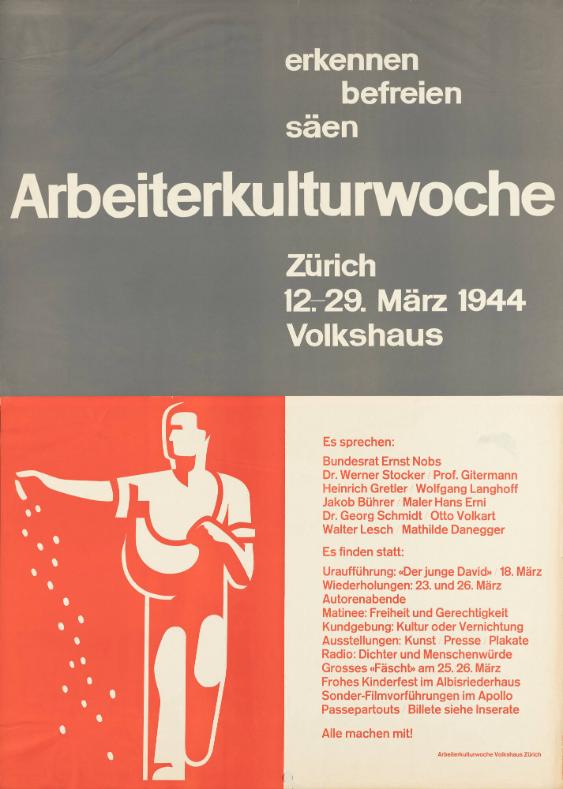 erkennen
befreien
säen
Arbeiterkulturwoche
Zürich
12.–29. März 1944
Volkshaus
Es sprechen:
Bundesrat Ernst Nobs
Dr. Werner Stocker / Prof. Gitermann
Heinrich Gretler / Wolfgang Langhoff
Jakob Bührer / Maler Hans Erni
Dr. Georg Schmidt / Otto Volkart
Walter Lesch / Mathilde Danegger
Es finden statt:
Uraufführung: «Der junge David» / 18. März
Wiederholungen: 23. und 26. März
Autorenabende
Matinee: Freiheit und Gerechtigkeit
Kundgebung: Kultur oder Vernichtung
Ausstellungen: Kunst / Presse / Plakate
Radio: Dichter und Menschenwürde
Grosses «Fäscht» am 25. 26. März
Frohes Kinderfest im Albisriederhaus
Sonder-Filmvorführungen im Apollo
Passepartouts / Billete siehe Inserate
Alle machen mit!
Arbeiterkulturwoche Volkshaus Zürich